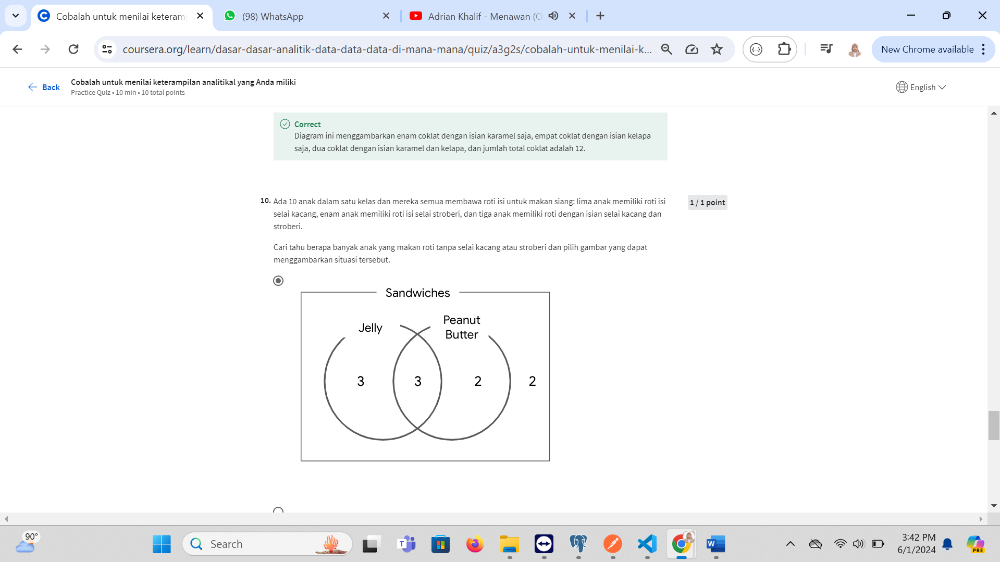 Cobalah untuk menilai keteram
(98) WhatsApp
Adrian Khalif - Menawan (O
coursera.org/learn/dasar-dasar-analitik-data-data-data-di-mana-mana/quiz/a3g2s/cobalah-untuk-menilai-k...
New Chrome available
Back
Cobalah untuk menilai keterampilan analitikal yang Anda miliki
Practice Quiz • 10 min • 10 total points
English
Correct
Diagram ini menggambarkan enam coklat dengan isian karamel saja, empat coklat dengan isian kelapa
saja, dua coklat dengan isian karamel dan kelapa, dan jumlah total coklat adalah 12.
10. Ada 10 anak dalam satu kelas dan mereka semua membawa roti isi untuk makan siang: lima anak memiliki roti isi
selai kacang, enam anak memiliki roti isi selai stroberi, dan tiga anak memiliki roti dengan isian selai kacang dan
stroberi.
1 / 1 point
Cari tahu berapa banyak anak yang makan roti tanpa selai kacang atau stroberi dan pilih gambar yang dapat
menggambarkan situasi tersebut.
Sandwiches
Jelly
Peanut
Butter
3 3 2 2
90°
Search
3:42 PM
6/1/2024
PRE